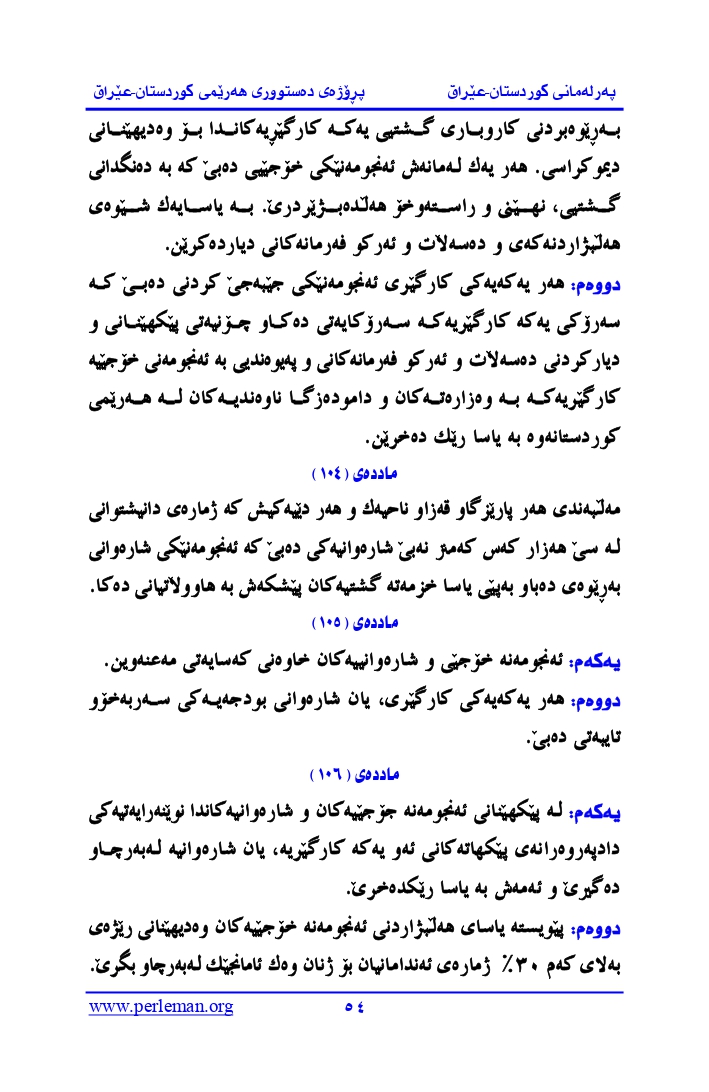 پەرلەمانی کوردستان-عێراق پڕۆژەی دەستووری هەرێمی کوردستان-عێراق
بەڕێوەبردنی کاروباری گشتیی یەکە کارگێڕیەکاندا بۆ وەدیهێنانی
دیموکراسی. هەر یەك لەمانەش ئەنجومەنێکی خۆجێیی دەبێ کە بە دەنگدانی
گشتیی، نهێنی و راستەوخۆ هەڵدەبژێردرێ. بە یاسایەك شێوەی
هەڵبژاردنەکەی و دەسەڵات و ئەرکو فەرمانەکانی دیاردەکرێن.
دووەم: هەر یەکەیەکی کارگێری ئەنجومەنێکی جێبەجێ کردنی دەبێ کە
سەرۆکی یەکە کارگێریەکە سەرۆکایەتی دەکاو چۆنیەتی پێکهێنانی و
دیارکردنی دەسەڵات و ئەرکو فەرمانەکانی و پەیوەندیی بە ئەنجومەنی خۆجێیە
کارگێریەکە بە وەزارەتەکان و دامودەزگا ناوەندیەکان لە هەرێمی
کوردستانەوە بە یاسا رێك دەخرێن.
ماددەی (١٠٤)
مەڵبەندی هەر پارێزگاو قەزاو ناحیەك و هەر دێیەکیش کە ژمارەی دانیشتوانی
لە سێ هەزار کەس کەمتر نەبێ شارەوانیەکی دەبێ کە ئەنجومەنێکی شارەوانی
بەڕێوەی دەباو بەپێی یاسا خزمەتە گشتیەکان پێشکەش بە هاووڵاتیانی دەکا.
ماددەی (١٠٥)
یەکەم: ئەنجومەنە خۆجێی و شارەوانییەکان خاوەنی کەسایەتی مەعنەوین.
دووەم: هەر یەکەیەکی کارگێری، یان شارەوانی بودجەیەکی سەربەخۆو
تایبەتی دەبێ.
ماددەی (١٠٦)
یەکەم: لە پێکهێنانی ئەنجومەنە جۆجێیەکان و شارەوانیەکاندا نوێنەرایەتیەکی
دادپەروەرانەی پێکهاتەکانی ئەو یەکە کارگێریە، یان شارەوانیە لەبەرچاو
دەگیرێ و ئەمەش بە یاسا رێکدەخرێ.
دووەم: پێویستە یاسای هەڵبژاردنی ئەنجومەنە خۆجێیەکان وەدیهێنانی رێژەی
بەلای کەم ٣٠٪ ژمارەی ئەندامانیان بۆ ژنان وەك ئامانجێك لەبەرچاو بگرێ.
www.perleman.org ٥٤